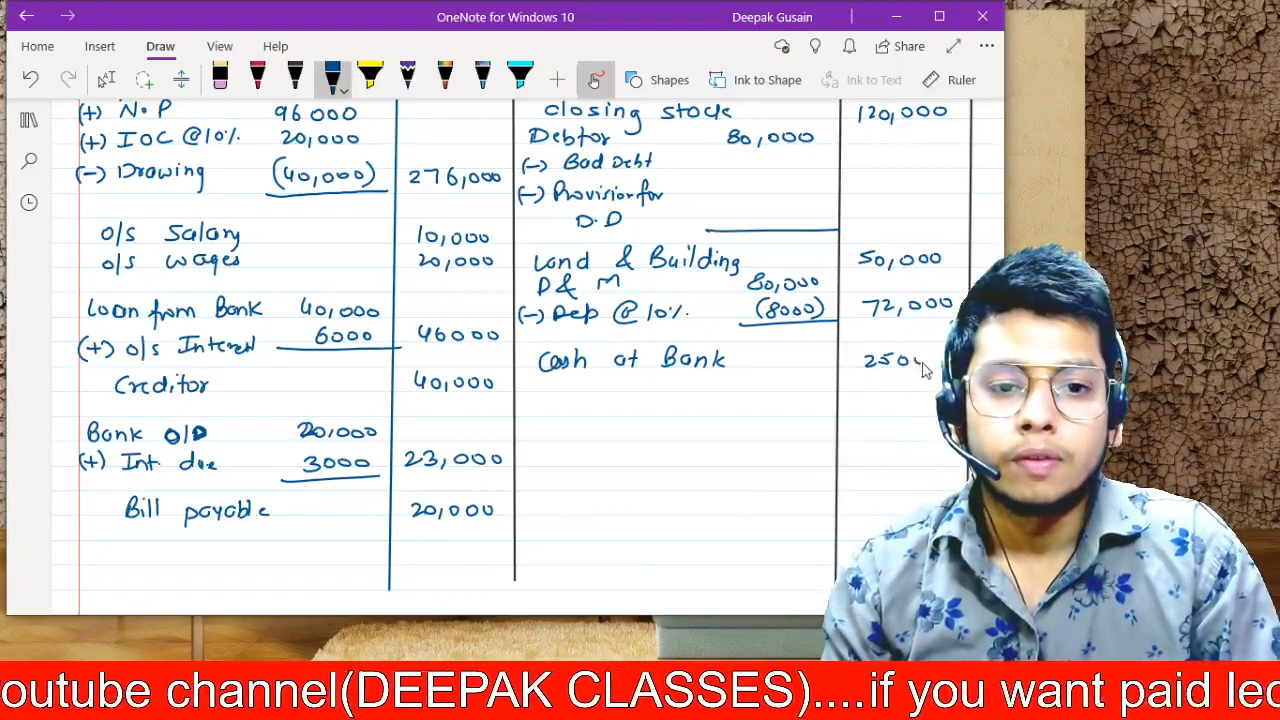 OneNote for Windows 10
Deepak Gusain
Home Insert Draw View Help
Share
Shapes Ink to Shape Ink to Text Ruler
(+) N.P 96000
(+) IOC @10% 20,000
(-) Drawing (40,000) 276,000
o/s Salary 10,000
o/s wages 20,000
Loan from Bank 40,000
(+) o/s Interest 6000 46000
Creditor 40,000
Bank O/D 20,000
(+) Int. due 3000 23,000
Bill payable 20,000
closing stock 120,000
Debtor 80,000
(-) Bad Debt
(-) Provision for
D.D
Land & Building 50,000
P & M 80,000
(-) Dep @10% (8000) 72,000
Cash at Bank
outube channel(DEEPAK CLASSES)....if you want paid lec